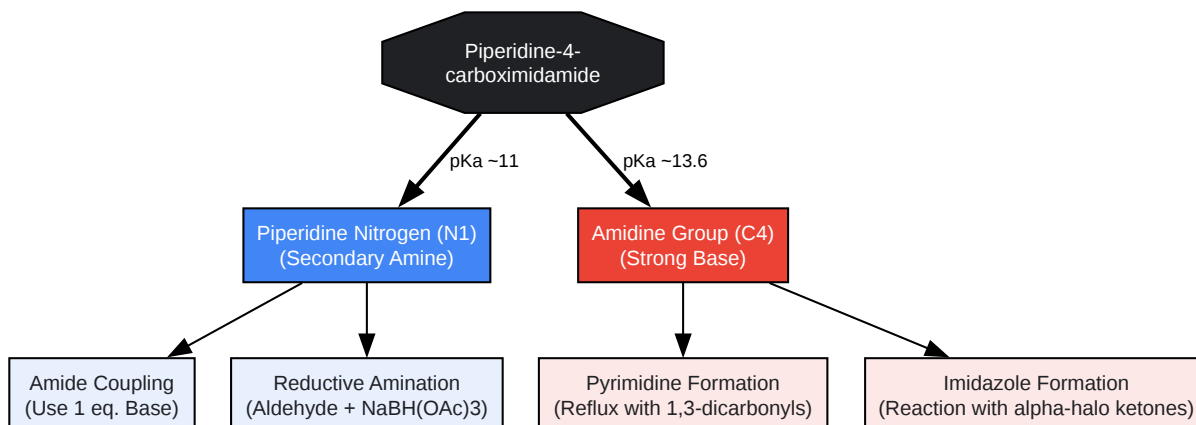 Piperidine-4-
carboximidamide
pKa ~11
pKa ~13.6
Piperidine Nitrogen (N1)
(Secondary Amine)
Amidine Group (C4)
(Strong Base)
Amide Coupling
(Use 1 eq. Base)
Reductive Amination
(Aldehyde + NaBH(OAc)3)
Pyrimidine Formation
(Reflux with 1,3-dicarbonyls)
Imidazole Formation
(Reaction with alpha-halo ketones)